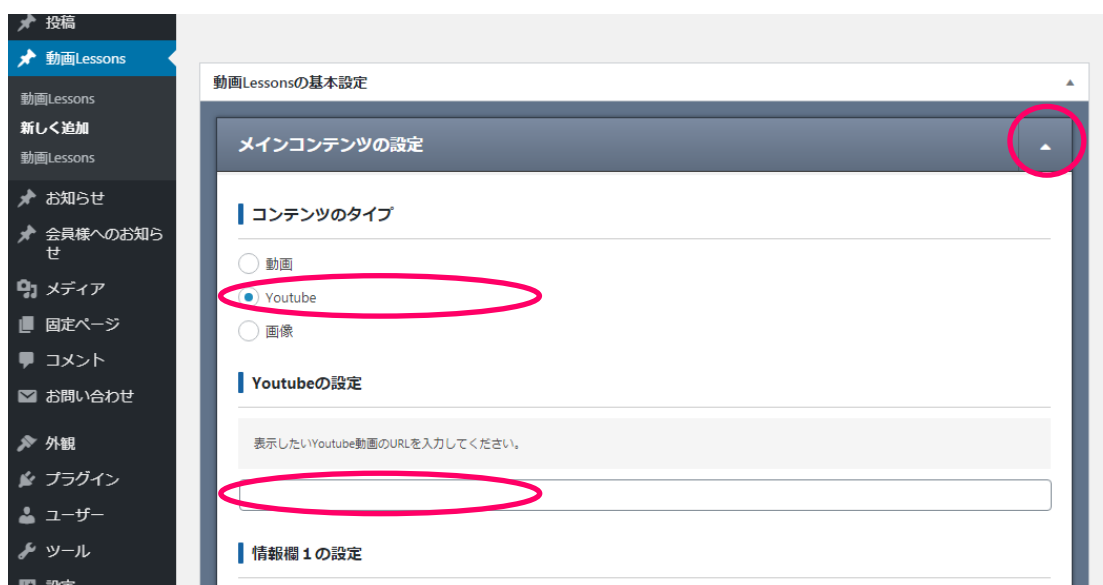 投稿
動画Lessons
動画Lessons
新しく追加
動画Lessons
お知らせ
会員様へのお知ら
せ
メディア
固定ページ
コメント
お問い合わせ
外観
プラグイン
ユーザー
ツール
設定
動画Lessonsの基本設定
メインコンテンツの設定
コンテンツのタイプ
動画
Youtube
画像
Youtubeの設定
表示したいYoutube動画のURLを入力してください。
情報欄１の設定